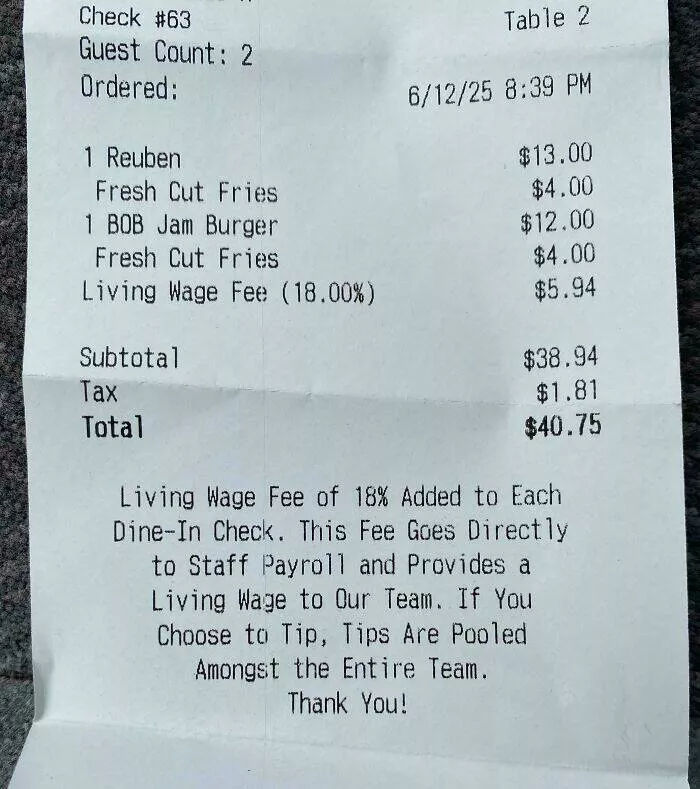 Check #63 Table 2
Guest Count: 2
Ordered: 6/12/25 8:39 PM
1 Reuben $13.00
Fresh Cut Fries $4.00
1 BOB Jam Burger $12.00
Fresh Cut Fries $4.00
Living Wage Fee (18.00%) $5.94
Subtotal $38.94
Tax $1.81
Total $40.75
Living Wage Fee of 18% Added to Each
Dine-In Check. This Fee Goes Directly
to Staff Payroll and Provides a
Living Wage to Our Team. If You
Choose to Tip, Tips Are Pooled
Amongst the Entire Team.
Thank You!